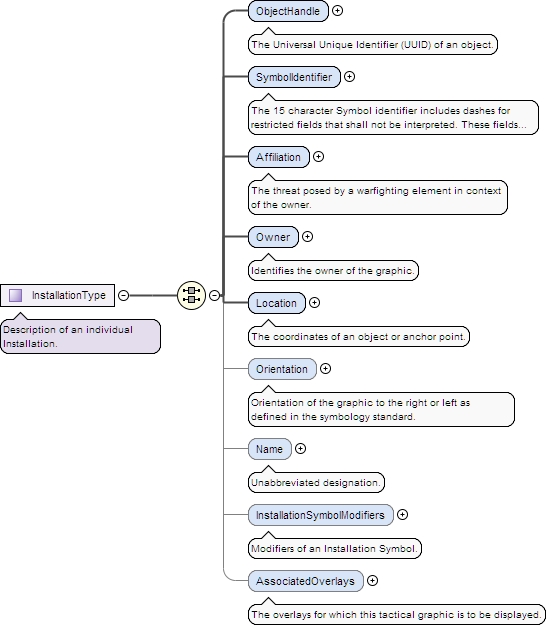 ObjectHandle
The Universal Unique Identifier (UUID) of an object.
SymbolIdentifier
The 15 character Symbol identifier includes dashes for
restricted fields that shall not be interpreted. These fields...
Affiliation
The threat posed by a warfighting element in context
of the owner.
Owner
Identifies the owner of the graphic.
InstallationType
Description of an individual
Installation.
Location
The coordinates of an object or anchor point.
Orientation
Orientation of the graphic to the right or left as
defined in the symbology standard.
Name
Unabbreviated designation.
InstallationSymbolModifiers
Modifiers of an Installation Symbol.
AssociatedOverlays
The overlays for which this tactical graphic is to be displayed.